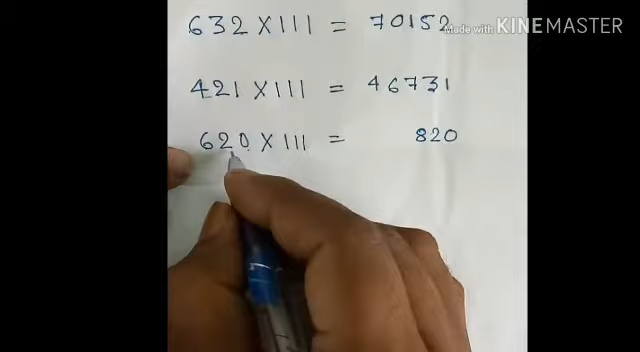 632 X 111 = 70152
Made with KINEMASTER
421 X 111 = 46731
620 X 111 = 820